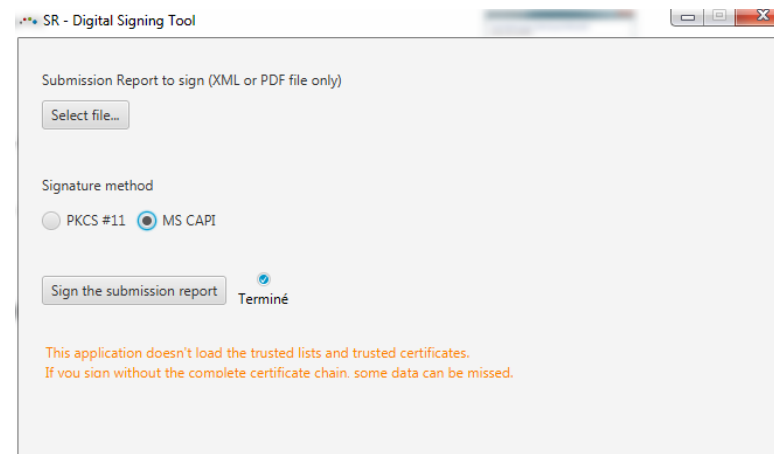 SR - Digital Signing Tool
Submission Report to sign (XML or PDF file only)
Select file...
Signature method
PKCS #11 MS CAPI
Sign the submission report
Terminé
This application doesn't load the trusted lists and trusted certificates.
If you sign without the complete certificate chain, some data can be missed.